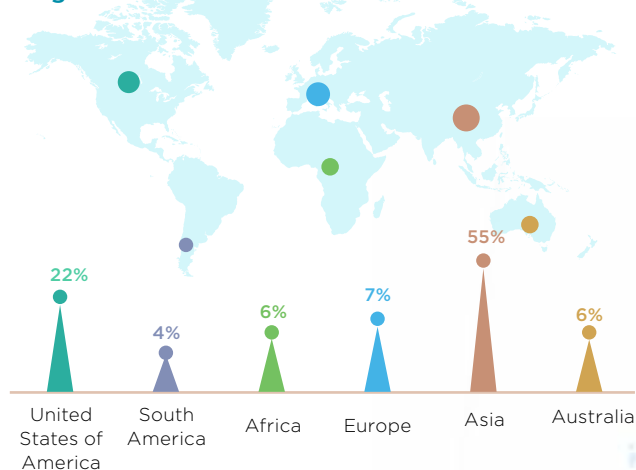 55%
22%
7%
6%
6%
4%
United
States of
America
South
America
Africa
Europe
Asia
Australia